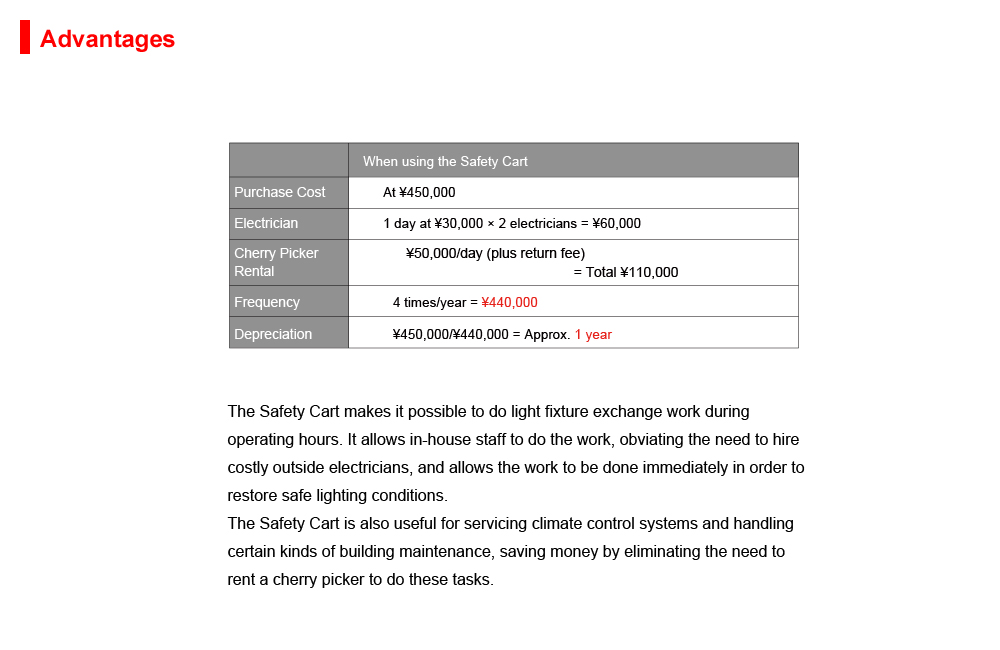 Advantages
When using the Safety Cart
Purchase Cost At ¥450,000
Electrician 1 day at ¥30,000 × 2 electricians = ¥60,000
Cherry Picker Rental ¥50,000/day (plus return fee)
= Total ¥110,000
Frequency 4 times/year = ¥440,000
Depreciation ¥450,000/¥440,000 = Approx. 1 year
The Safety Cart makes it possible to do light fixture exchange work during
operating hours. It allows in-house staff to do the work, obviating the need to hire
costly outside electricians, and allows the work to be done immediately in order to
restore safe lighting conditions.
The Safety Cart is also useful for servicing climate control systems and handling
certain kinds of building maintenance, saving money by eliminating the need to
rent a cherry picker to do these tasks.